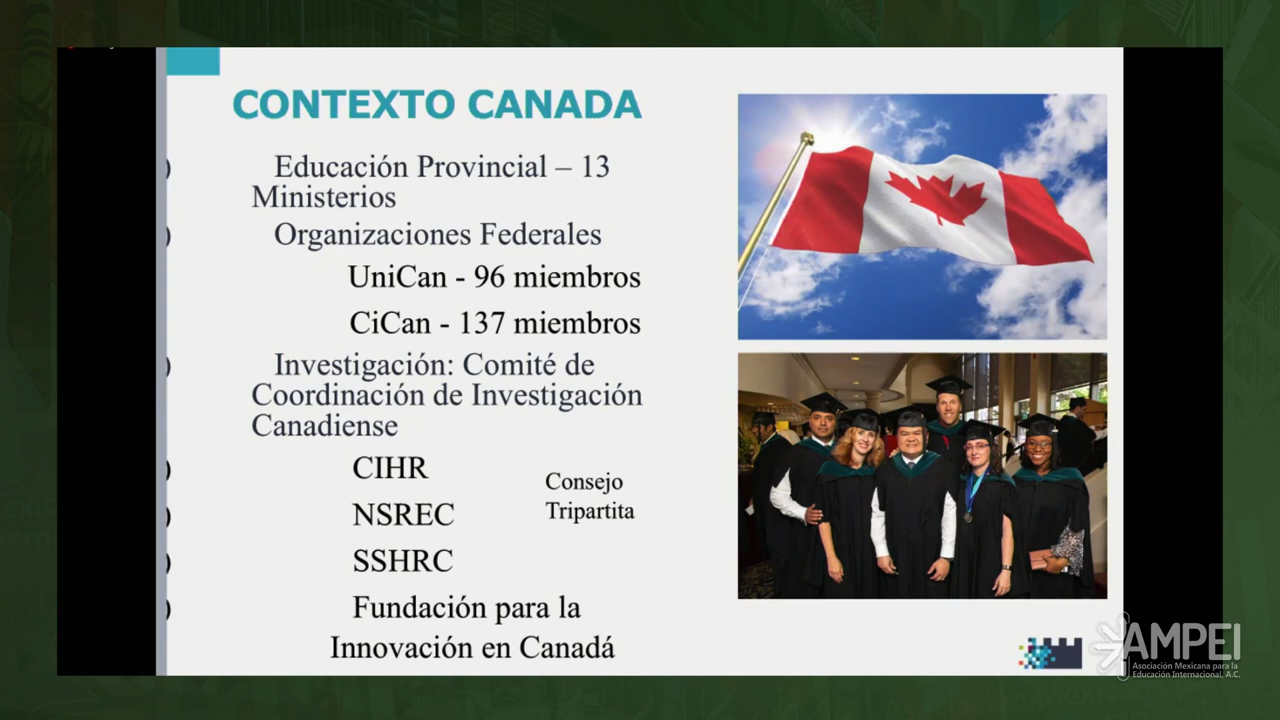 CONTEXTO CANADA
Educación Provincial – 13
Ministerios
Organizaciones Federales
UniCan - 96 miembros
CiCan - 137 miembros
Investigación: Comité de
Coordinación de Investigación
Canadiense
CIHR
NSREC
SSHRC
Consejo
Tripartita
Fundación para la
Innovación en Canadá
AMPEI
Asociación Mexicana para la
Educación Internacional, A.C.